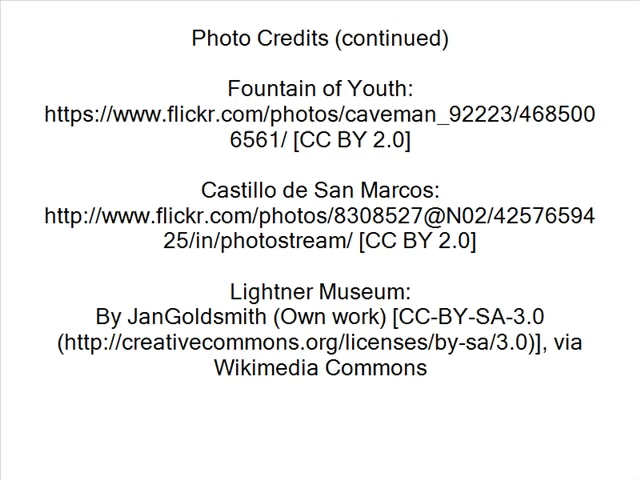 Photo Credits (continued)
Fountain of Youth:
https://www.flickr.com/photos/caveman_92223/468500
6561/ [CC BY 2.0]
Castillo de San Marcos:
http://www.flickr.com/photos/8308527@N02/42576594
25/in/photostream/ [CC BY 2.0]
Lightner Museum:
By JanGoldsmith (Own work) [CC-BY-SA-3.0
(http://creativecommons.org/licenses/by-sa/3.0)], via
Wikimedia Commons